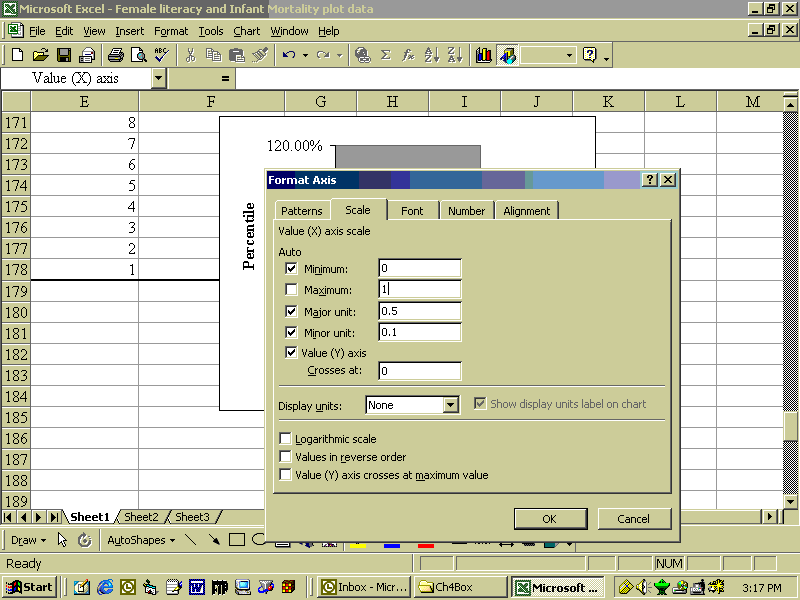 Microsoft Excel - Female literacy and Infant Mortality plot data
File Edit View Insert Format Tools Chart Window Help
Value (X) axis =
E F G H I J K L M
171 8
172 7
173 6
174 5
175 4
176 3
177 2
178 1
179
180
181
182
183
184
185
186
187
188
189
120.00%
Percentile
Format Axis
Patterns Scale Font Number Alignment
Value (X) axis scale
Auto
Minimum: 0
Maximum: 1
Major unit: 0.5
Minor unit: 0.1
Value (Y) axis
Crosses at: 0
Display units: None Show display units label on chart
Logarithmic scale
Values in reverse order
Value (Y) axis crosses at maximum value
OK Cancel
Sheet1 Sheet2 Sheet3
Draw AutoShapes
Ready NUM
Start Inbox - Micr... Ch4Box Microsoft ... 3:17 PM